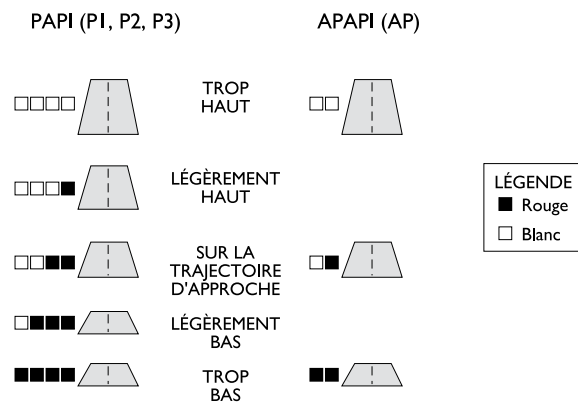 PAPI (P1, P2, P3)
APAPI (AP)
TROP
HAUT
LÉGÈREMENT
HAUT
SUR LA
TRAJECTOIRE
D'APPROCHE
LÉGÈREMENT
BAS
TROP
BAS
LÉGENDE
Rouge
Blanc